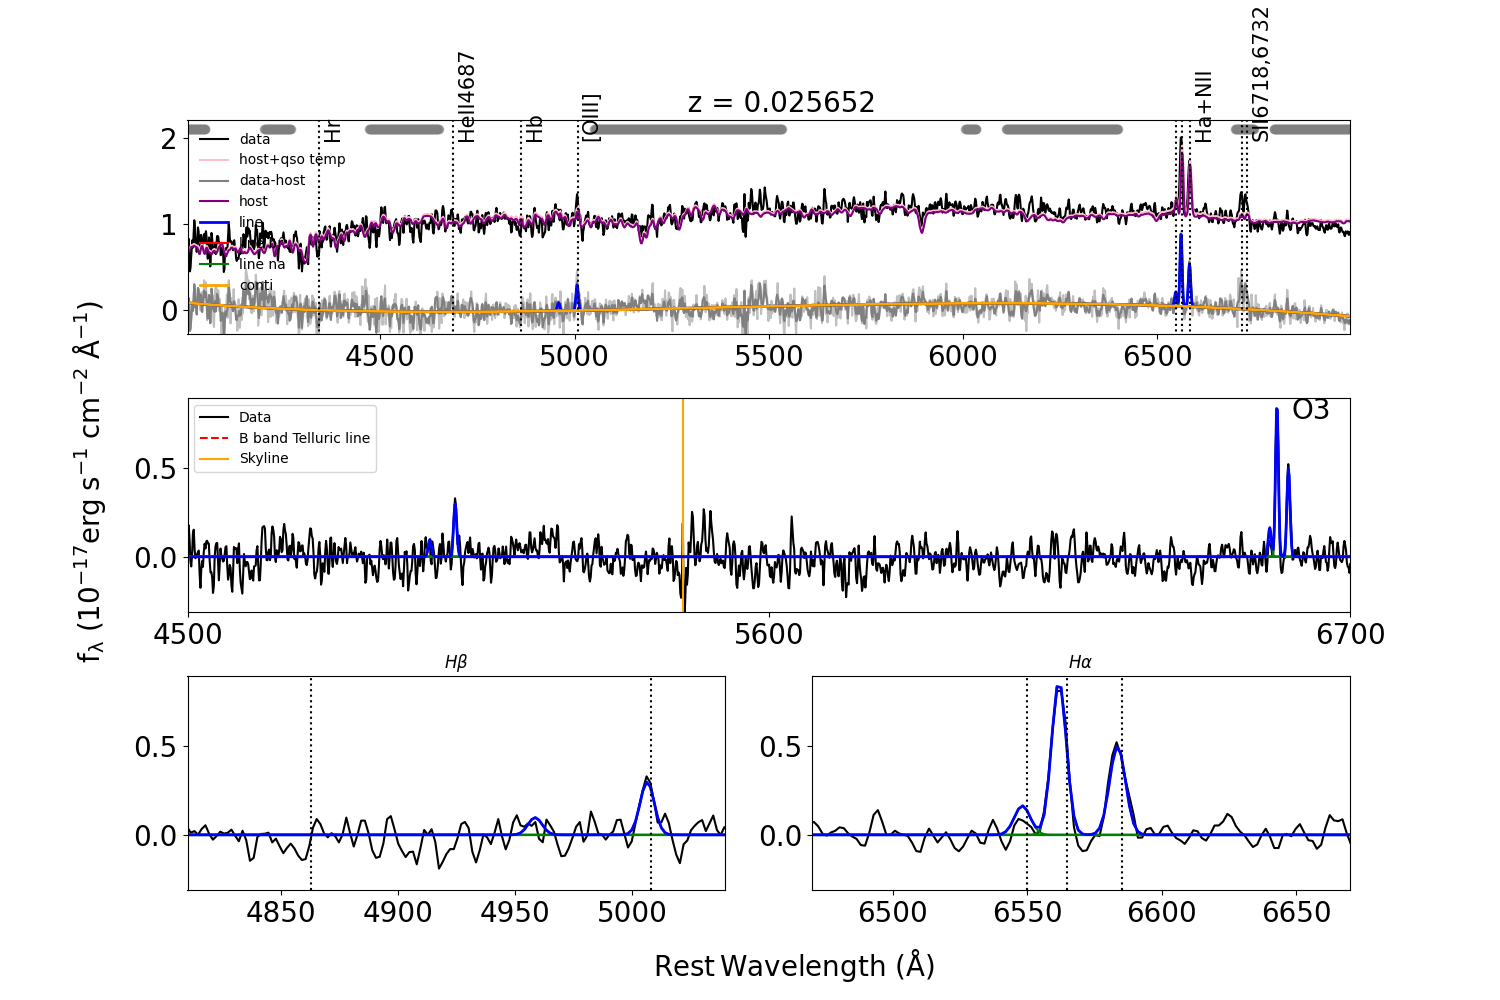 z = 0.025652
Hr
HeII4687
Hb
[OIII]
Ha+NII
SII6718,6732
data
host+qso temp
data-host
host
line
line na
conti
2
1
0
4500
5000
5500
6000
6500
fλ (10⁻¹⁷erg s⁻¹ cm⁻² Å⁻¹)
Data
B band Telluric line
Skyline
O3
0.5
0.0
4500
5600
6700
Hβ
0.5
0.0
4850
4900
4950
5000
Hα
0.5
0.0
6500
6550
6600
6650
Rest Wavelength (Å)